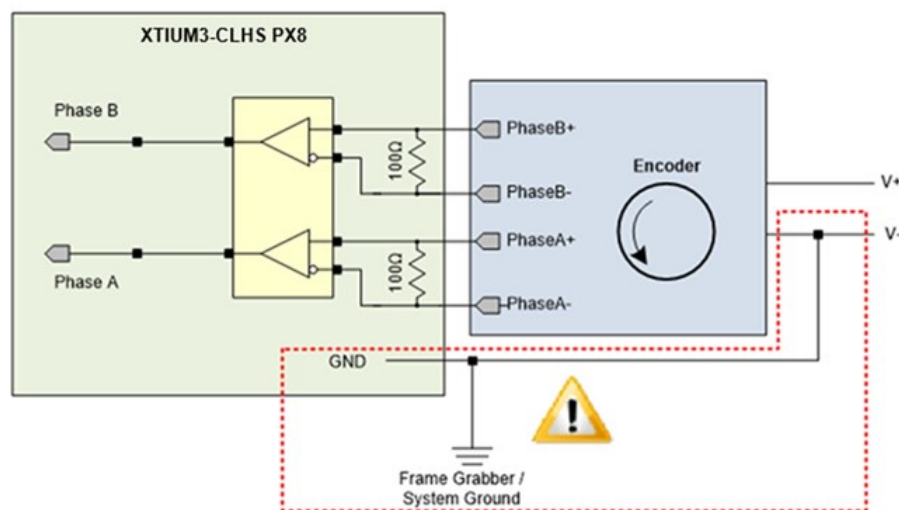 XTIUM3-CLHS PX8
Phase B
Phase A
100Ω
100Ω
PhaseB+
PhaseB-
PhaseA+
PhaseA-
Encoder
V+
V-
GND
Frame Grabber /
System Ground